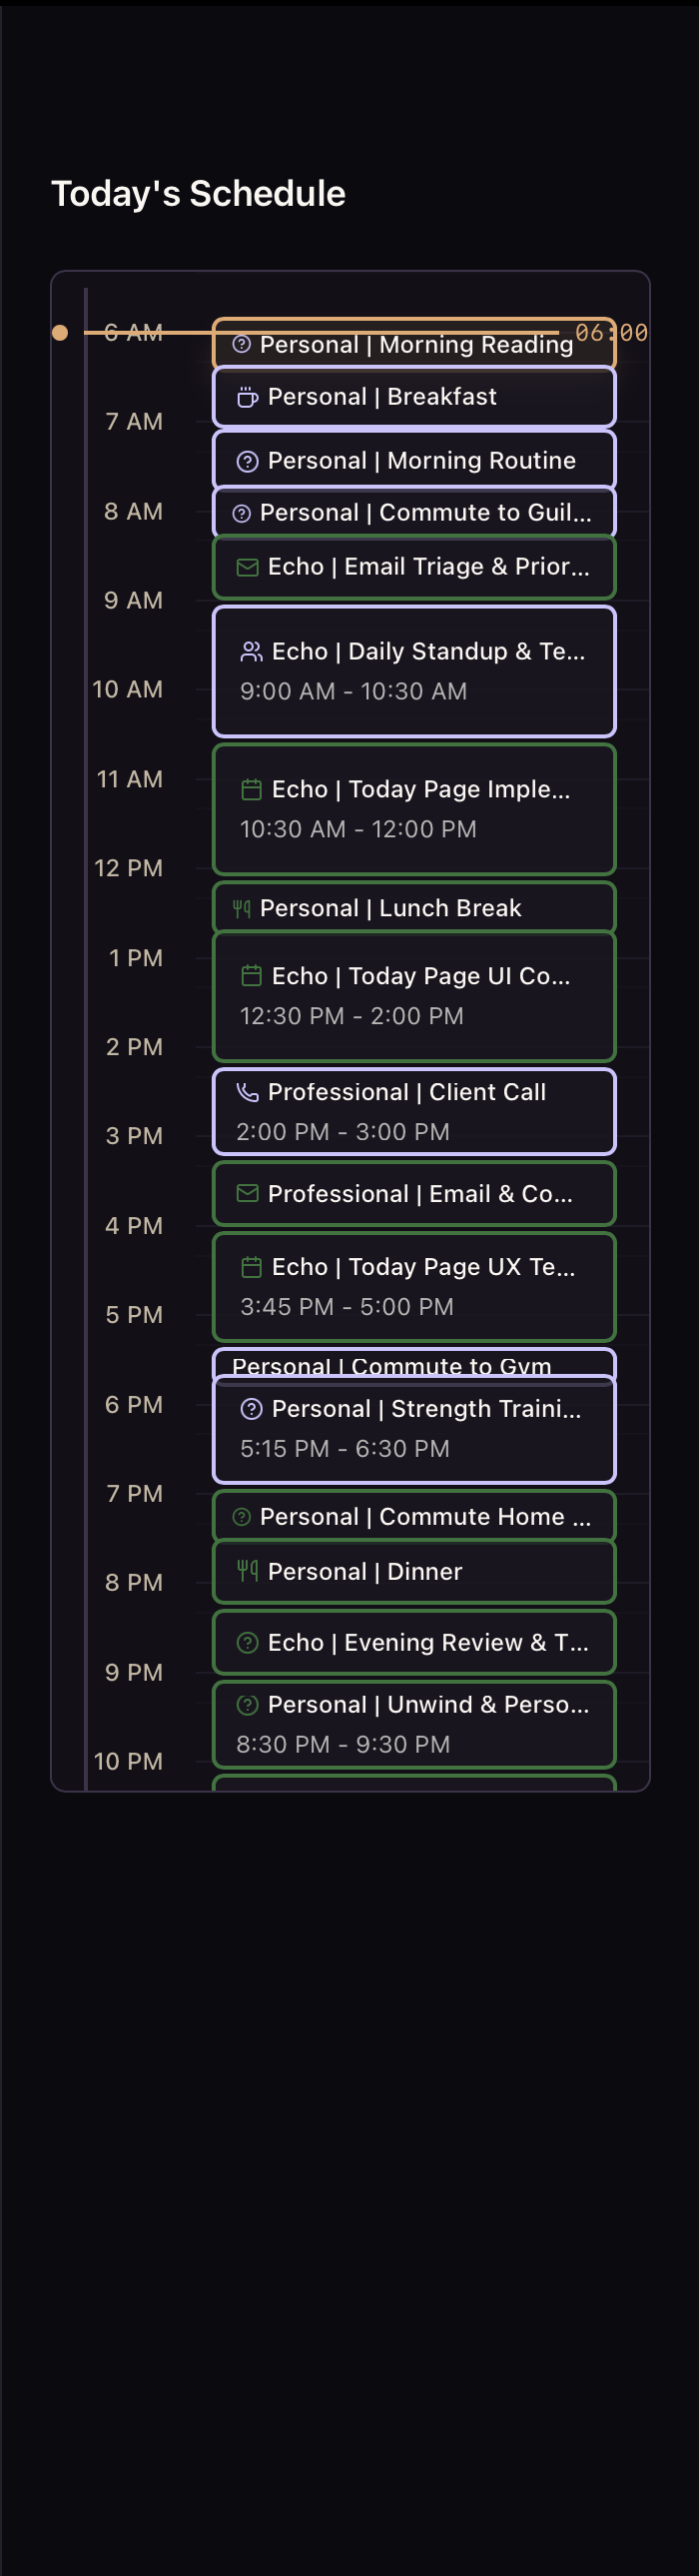 Today's Schedule
6 AM
06:00
Personal | Morning Reading
Personal | Breakfast
7 AM
Personal | Morning Routine
8 AM
Personal | Commute to Guil...
Echo | Email Triage & Prior...
9 AM
Echo | Daily Standup & Te...
10 AM
9:00 AM - 10:30 AM
11 AM
Echo | Today Page Imple...
10:30 AM - 12:00 PM
12 PM
Personal | Lunch Break
1 PM
Echo | Today Page UI Co...
12:30 PM - 2:00 PM
2 PM
Professional | Client Call
2:00 PM - 3:00 PM
3 PM
Professional | Email & Co...
4 PM
Echo | Today Page UX Te...
3:45 PM - 5:00 PM
5 PM
Personal | Commute to Gym
6 PM
Personal | Strength Traini...
5:15 PM - 6:30 PM
7 PM
Personal | Commute Home ...
8 PM
Personal | Dinner
Echo | Evening Review & T...
9 PM
Personal | Unwind & Perso...
8:30 PM - 9:30 PM
10 PM